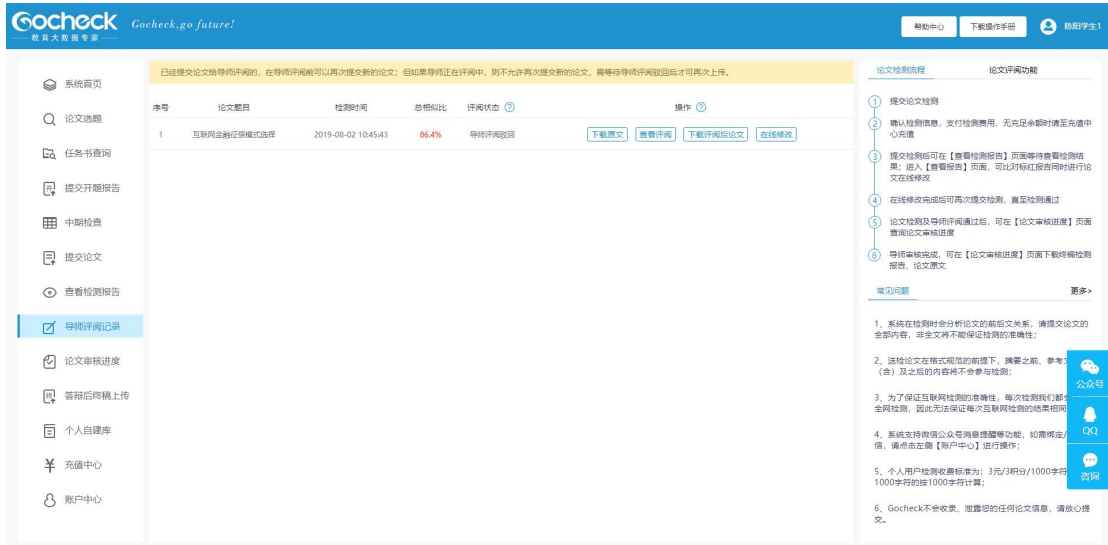 Gocheck
教育大数据专家
Gocheck,go future!
帮助中心
下载操作手册
陈阳学生1
系统首页
论文选题
任务书查询
提交开题报告
中期检查
提交论文
查看检测报告
导师评阅记录
论文审核进度
答辩后终稿上传
个人自建库
充值中心
账户中心
已经提交论文给导师评阅的，在导师评阅前可以再次提交新的论文；但如果导师正在评阅中，则不允许再次提交新的论文，需等待导师评阅驳回后才可再次上传。
序号 论文题目 检测时间 总相似比 评阅状态 ? 操作 ?
1 互联网金融征信模式选择 2019-08-02 10:45:43 86.4% 导师评阅驳回 下载原文 查看评阅 下载评阅后论文 在线修改
论文检测流程 论文评阅功能
1 提交论文检测
2 确认检测信息，支付检测费用，无充足余额时请至充值中
心充值
3 提交检测后可在【查看检测报告】页面等待查看检测结
果；进入【查看报告】页面，可比对标红报告同时进行论
文在线修改
4 在线修改完成后可再次提交检测，直至检测通过
5 论文检测及导师评阅通过后，可在【论文审核进度】页面
查询论文审核进度
6 导师审核完成，可在【论文审核进度】页面下载终稿检测
报告、论文原文
常见问题 更多>
1、系统在检测时会分析论文的前后文关系，请提交论文的
全部内容，非全文将不能保证检测的准确性；
2、送检论文在格式规范的前提下，摘要之前、参考
（含）及之后的内容将不会参与检测；
3、为了保证互联网检测的准确性，每次检测我们都
全网检测，因此无法保证每次互联网检测的结果相同
4、系统支持微信公众号消息提醒等功能，如需绑定/
信，请点击左侧【账户中心】进行操作；
5、个人用户检测收费标准为：3元/3积分/1000字符
1000字符的按1000字符计算；
6、Gocheck不会收录、泄露您的任何论文信息，请放心提
交。
公众号
QQ
咨询